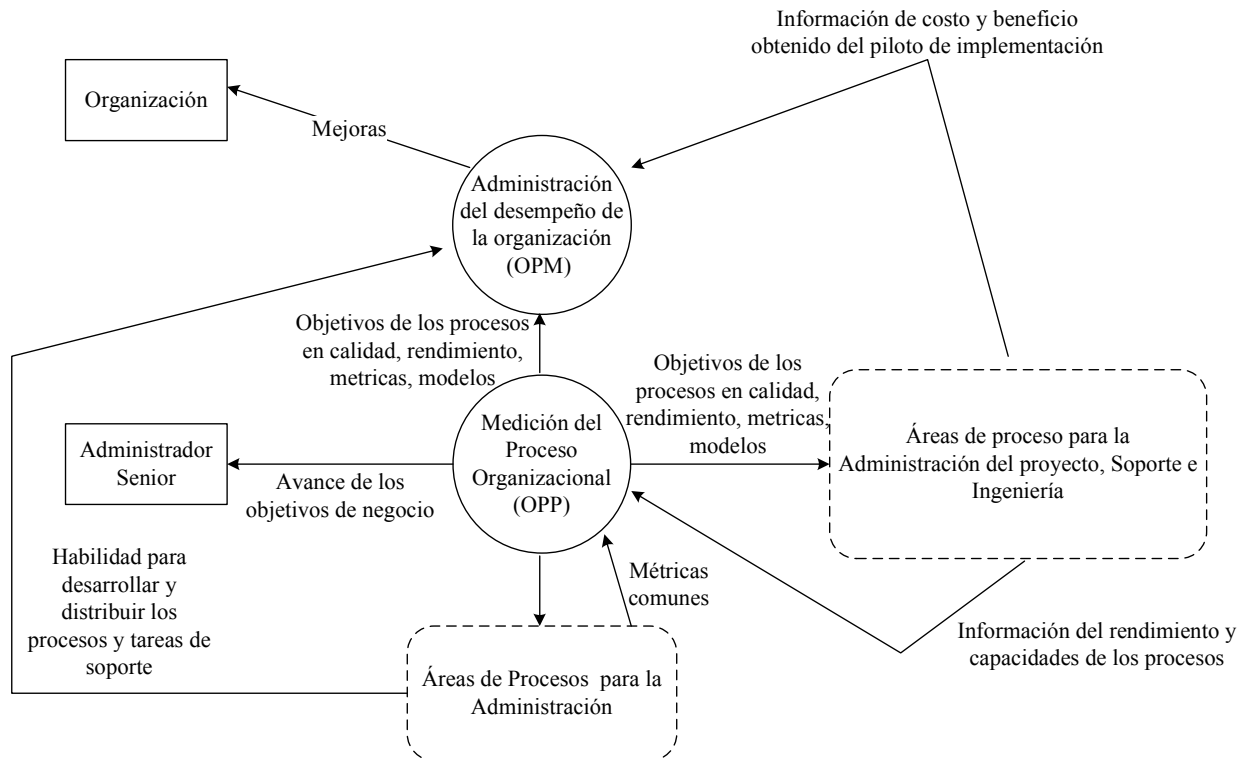 Información de costo y beneficio
obtenido del piloto de implementación
Organización
Mejoras
Administración
del desempeño de
la organización
(OPM)
Objetivos de los procesos
en calidad, rendimiento,
metricas, modelos
Objetivos de los
procesos en calidad,
rendimiento, metricas,
modelos
Administrador
Senior
Avance de los
objetivos de negocio
Medición del
Proceso
Organizacional
(OPP)
Áreas de proceso para la
Administración del proyecto, Soporte e
Ingeniería
Habilidad para
desarrollar y
distribuir los
procesos y tareas de
soporte
Métricas
comunes
Información del rendimiento y
capacidades de los procesos
Áreas de Procesos para la
Administración